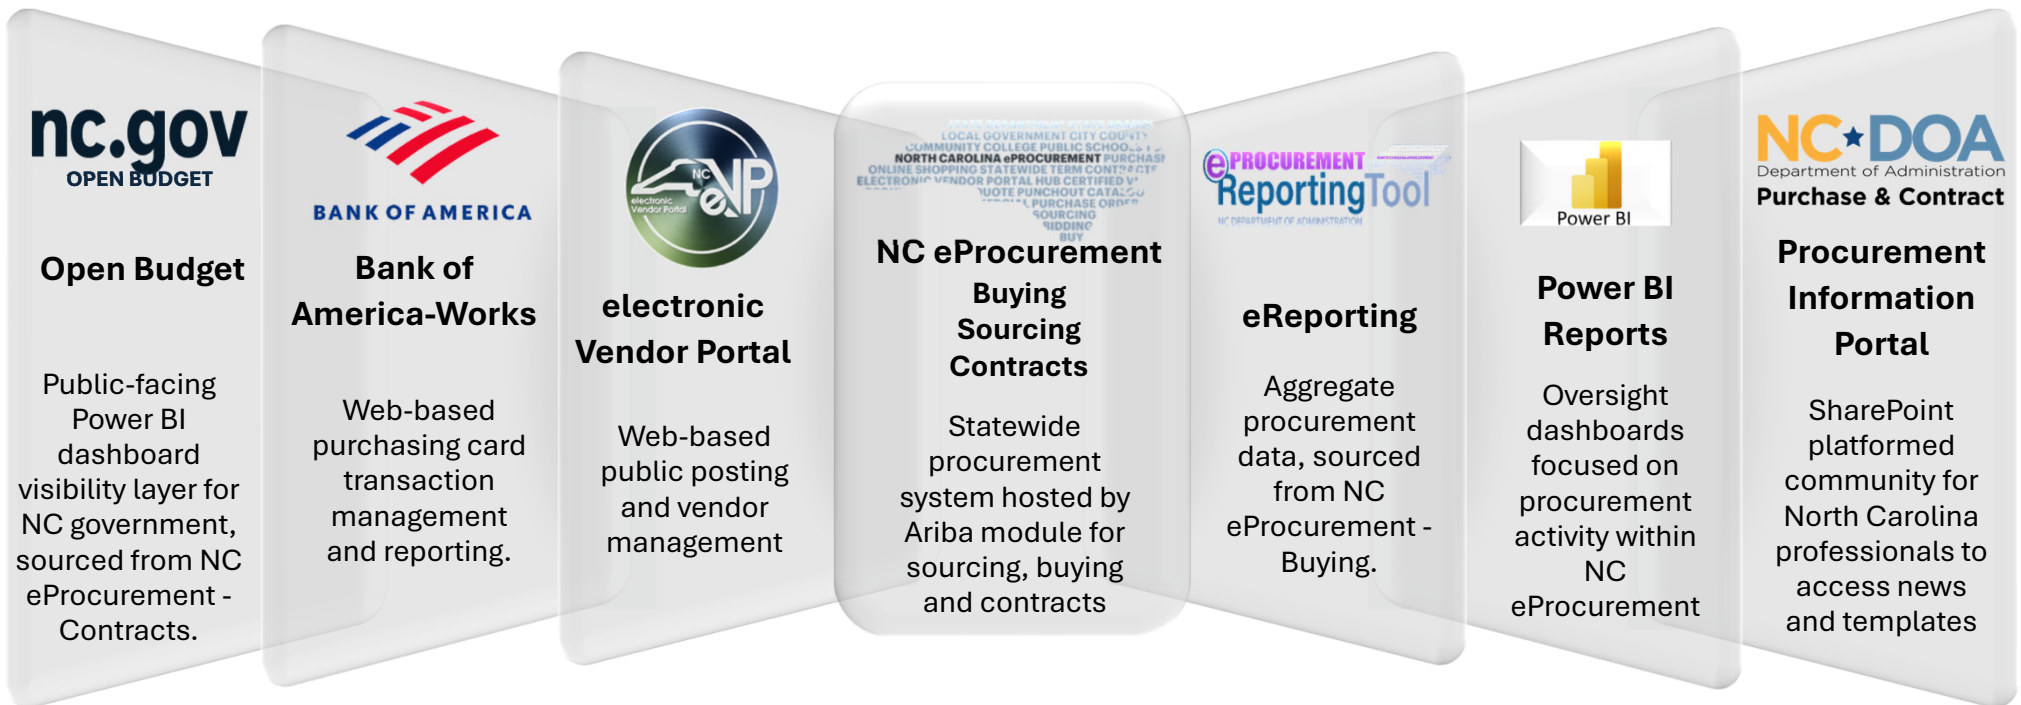 nc.gov
OPEN BUDGET
Open Budget
Public-facing
Power BI
dashboard
visibility layer for
NC government,
sourced from NC
eProcurement -
Contracts.
BANK OF AMERICA
Bank of
America-Works
Web-based
purchasing card
transaction
management
and reporting.
NC
eVP
electronic
Vendor Portal
electronic
Vendor Portal
Web-based
public posting
and vendor
management
LOCAL GOVERNMENT CITY COUNTY
COMMUNITY COLLEGE PUBLIC SCHOOLS
NORTH CAROLINA ePROCUREMENT PURCHASI
ONLINE SHOPPING STATEWIDE TERM CONTRACTS
ELECTRONIC VENDOR PORTAL HUB CERTIFIED
QUOTE PUNCHOUT CATALOG
PURCHASE ORDER
SOURCING
BIDDING
BUY
NC eProcurement
Buying
Sourcing
Contracts
Statewide
procurement
system hosted by
Ariba module for
sourcing, buying
and contracts
ePROCUREMENT
ReportingTool
NC DEPARTMENT OF ADMINISTRATION
eReporting
Aggregate
procurement
data, sourced
from NC
eProcurement -
Buying.
Power BI
Power BI
Reports
Oversight
dashboards
focused on
procurement
activity within
NC
eProcurement
NC DOA
Department of Administration
Purchase & Contract
Procurement
Information
Portal
SharePoint
platformed
community for
North Carolina
professionals to
access news
and templates